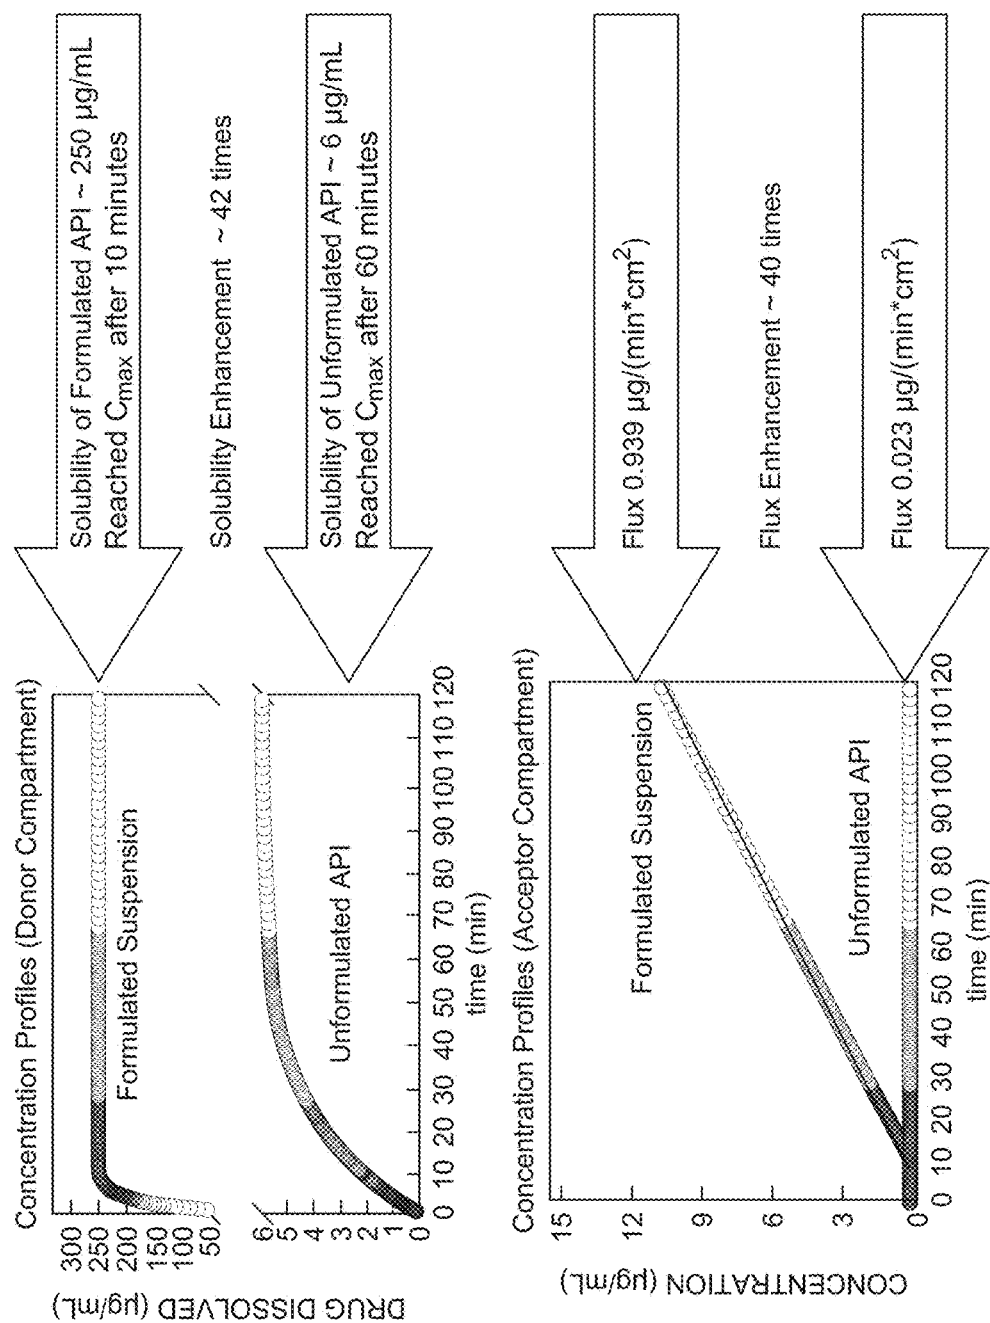 Concentration Profiles (Donor Compartment)
DRUG DISSOLVED (µg/mL)
300
250
200
150
100
50
6
5
4
3
2
1
0
Formulated Suspension
Unformulated API
0 10 20 30 40 50 60 70 80 90 100 110 120
time (min)
Solubility of Formulated API ~ 250 µg/mL
Reached Cmax after 10 minutes
Solubility Enhancement ~ 42 times
Solubility of Unformulated API ~ 6 µg/mL
Reached Cmax after 60 minutes
Concentration Profiles (Acceptor Compartment)
CONCENTRATION (µg/mL)
15
12
9
6
3
0
Formulated Suspension
Unformulated API
0 10 20 30 40 50 60 70 80 90 100 110 120
time (min)
Flux 0.939 µg/(min*cm²)
Flux Enhancement ~ 40 times
Flux 0.023 µg/(min*cm²)